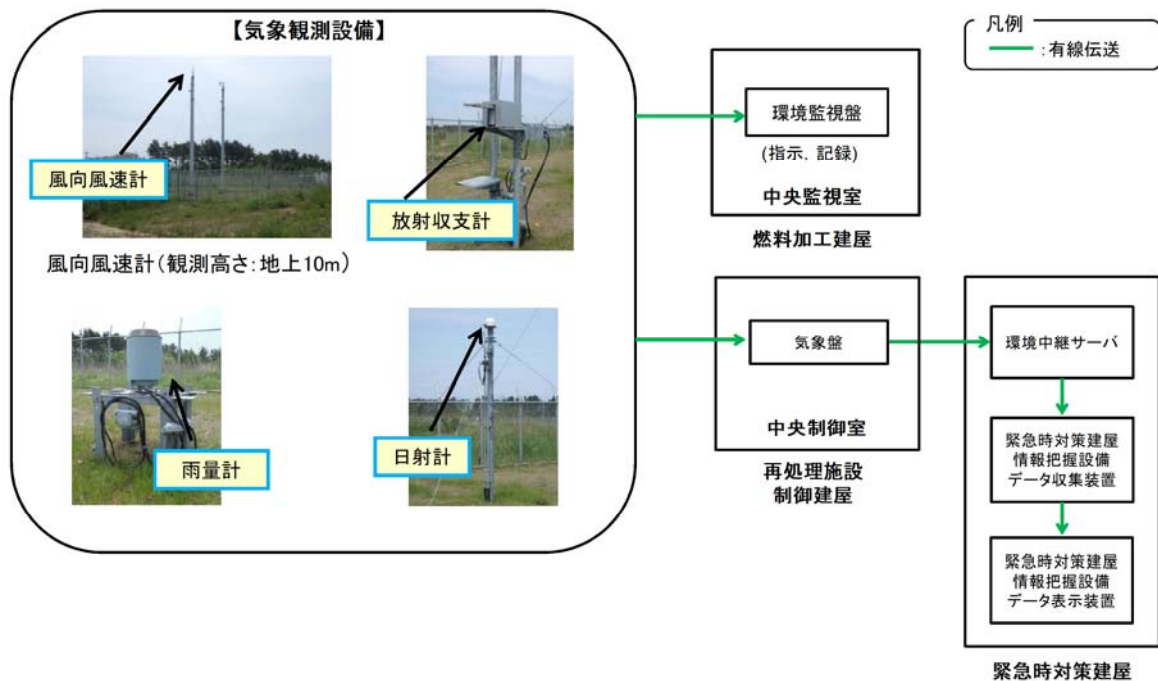 【気象観測設備】
風向風速計
放射収支計
風向風速計(観測高さ:地上10m)
雨量計
日射計
環境監視盤
(指示, 記録)
中央監視室
燃料加工建屋
気象盤
中央制御室
再処理施設
制御建屋
凡例
:有線伝送
環境中継サーバ
緊急時対策建屋
情報把握設備
データ収集装置
緊急時対策建屋
情報把握設備
データ表示装置
緊急時対策建屋